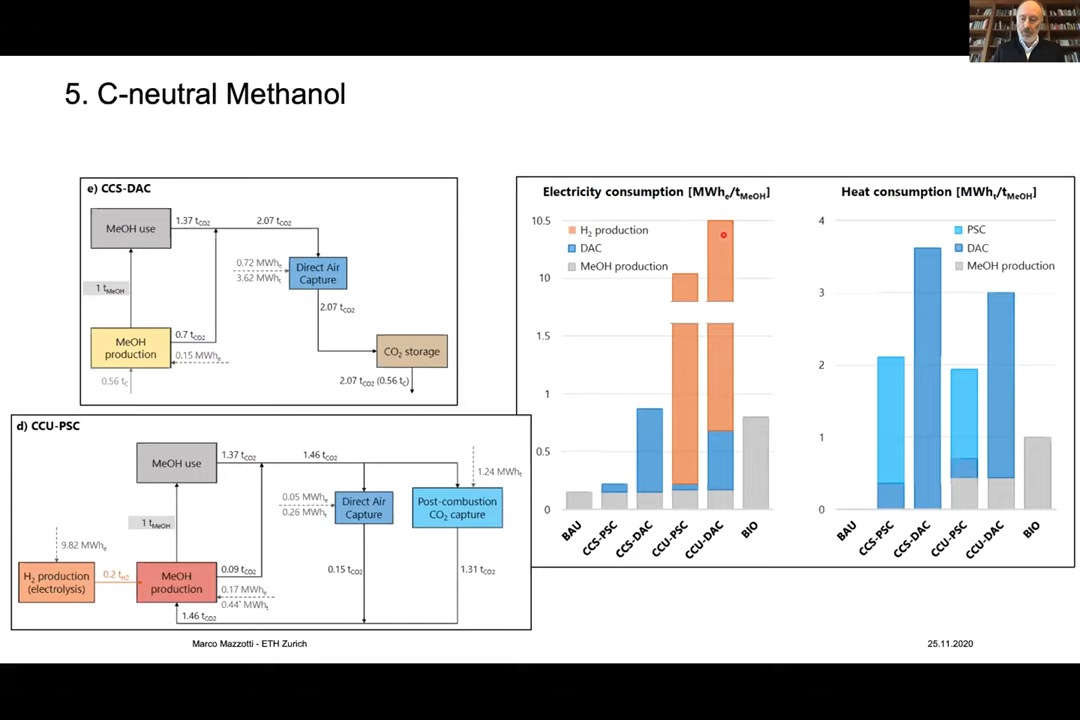 5. C-neutral Methanol
e) CCS-DAC
MeOH use
1.37 tCO2
2.07 tCO2
0.72 MWhe
3.62 MWht
Direct Air
Capture
1 tMeOH
2.07 tCO2
MeOH
production
0.7 tCO2
0.15 MWhe
CO2 storage
0.56 tC
2.07 tCO2 (0.56 tC)
d) CCU-PSC
MeOH use
1.37 tCO2
1.46 tCO2
1.24 MWht
0.05 MWhe
0.26 MWht
Direct Air
Capture
Post-combustion
CO2 capture
1 tMeOH
9.82 MWhe
H2 production
(electrolysis)
0.2 tH2
MeOH
production
0.09 tCO2
0.15 tCO2
1.31 tCO2
0.17 MWhe
0.44* MWht
1.46 tCO2
Electricity consumption [MWhe/tMeOH]
H2 production
DAC
MeOH production
10.5
10
1.5
1
0.5
0
BAU
CCS-PSC
CCS-DAC
CCU-PSC
CCU-DAC
BIO
Heat consumption [MWht/tMeOH]
PSC
DAC
MeOH production
4
3
2
1
0
BAU
CCS-PSC
CCS-DAC
CCU-PSC
CCU-DAC
BIO
Marco Mazzotti - ETH Zurich
25.11.2020